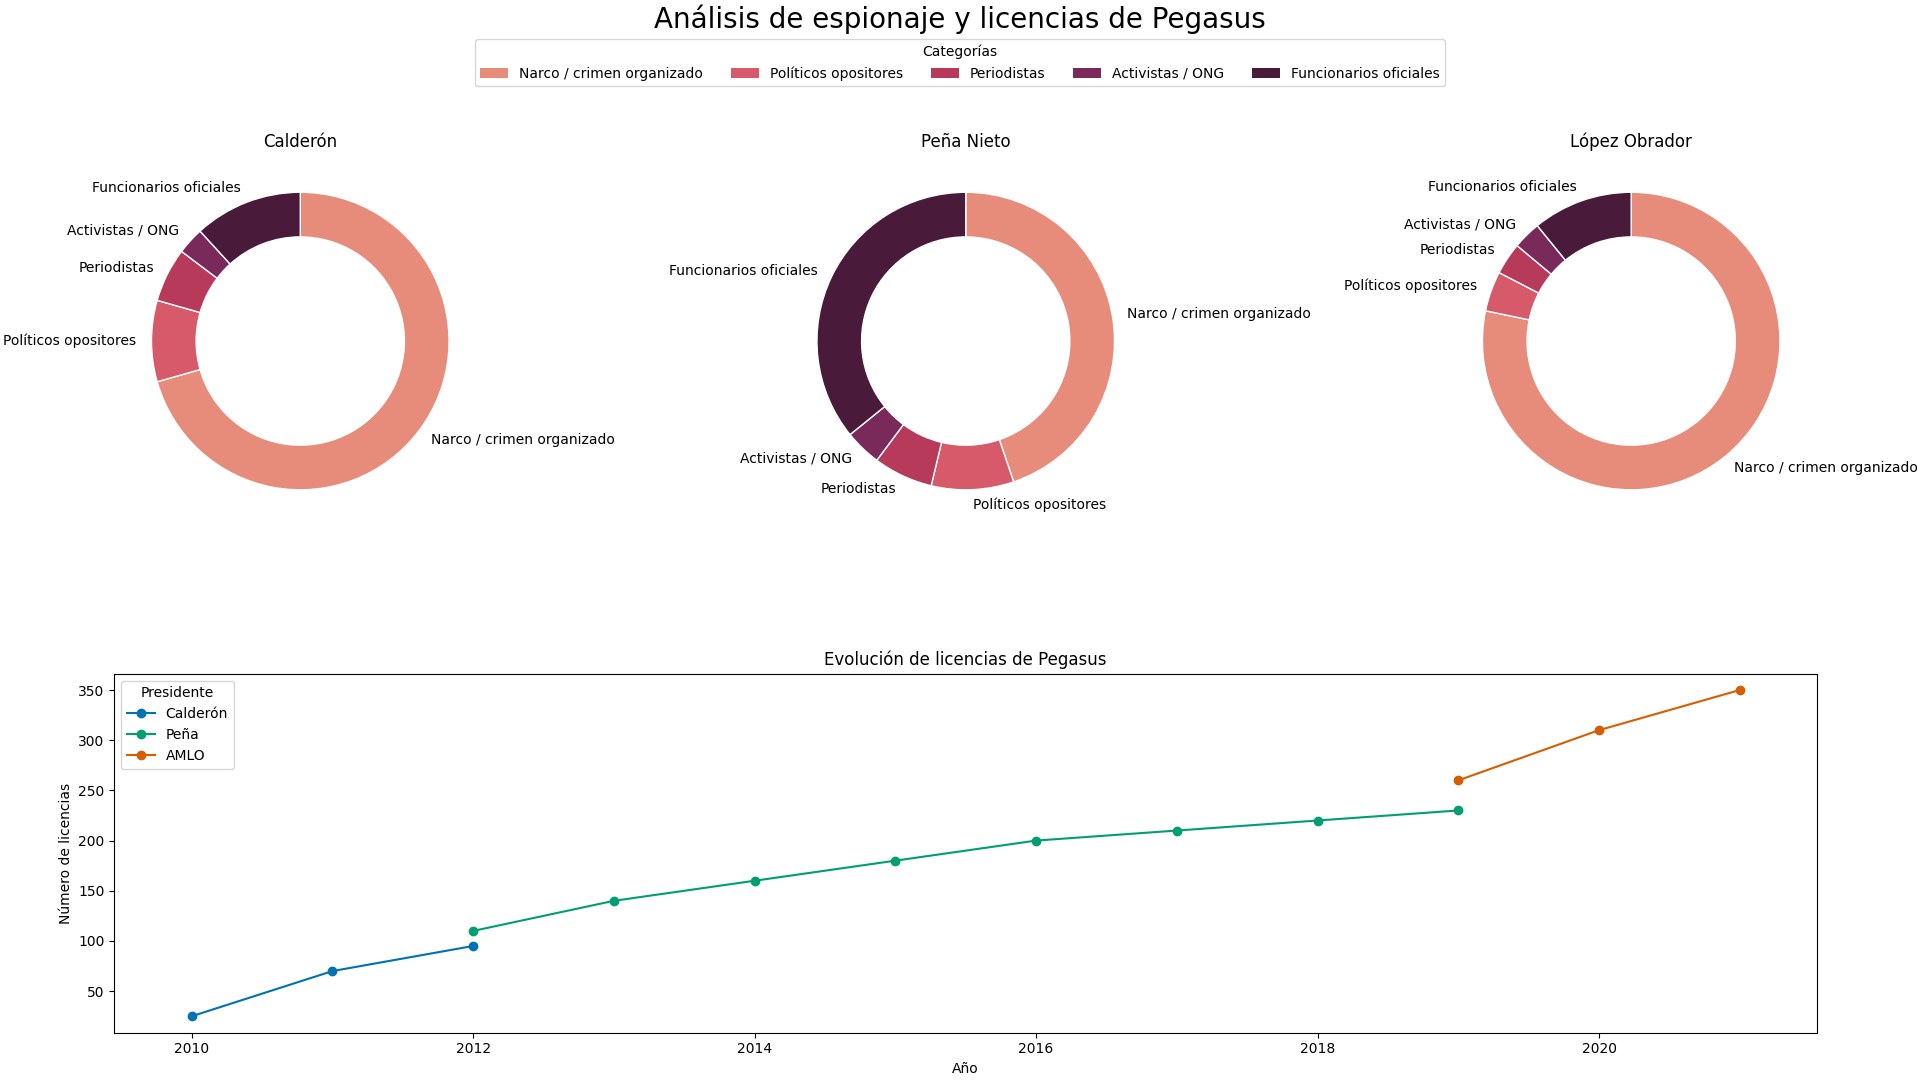 Análisis de espionaje y licencias de Pegasus
Categorías
Narco / crimen organizado
Políticos opositores
Periodistas
Activistas / ONG
Funcionarios oficiales
Calderón
Funcionarios oficiales
Activistas / ONG
Periodistas
Políticos opositores
Narco / crimen organizado
Peña Nieto
Funcionarios oficiales
Narco / crimen organizado
Activistas / ONG
Periodistas
Políticos opositores
López Obrador
Funcionarios oficiales
Activistas / ONG
Periodistas
Políticos opositores
Narco / crimen organizado
Evolución de licencias de Pegasus
Presidente
Calderón
Peña
AMLO
Número de licencias
350
300
250
200
150
100
50
2010
2012
2014
2016
2018
2020
Año